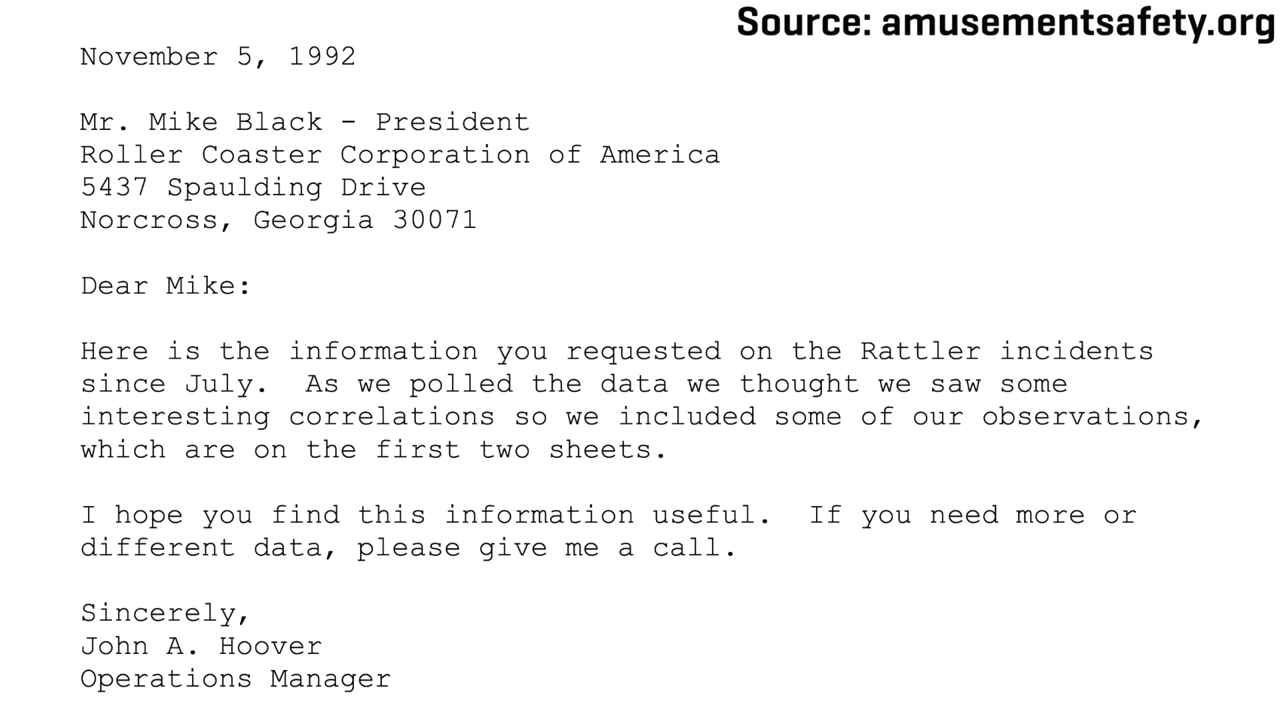 Source: amusementsafety.org
November 5, 1992
Mr. Mike Black - President
Roller Coaster Corporation of America
5437 Spaulding Drive
Norcross, Georgia 30071
Dear Mike:
Here is the information you requested on the Rattler incidents
since July.  As we polled the data we thought we saw some
interesting correlations so we included some of our observations,
which are on the first two sheets.
I hope you find this information useful.  If you need more or
different data, please give me a call.
Sincerely,
John A. Hoover
Operations Manager